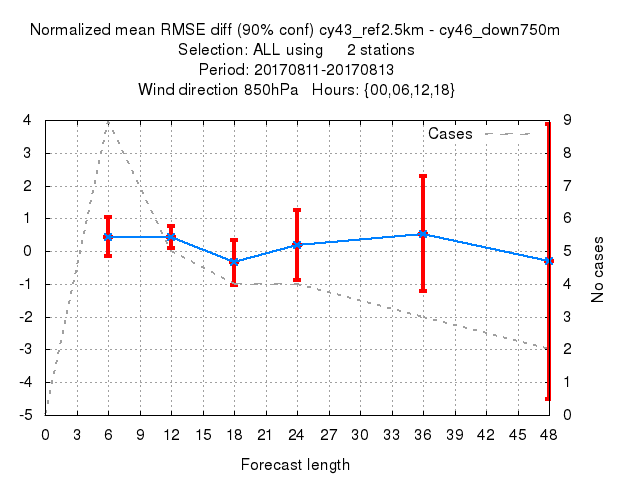 Normalized mean RMSE diff (90% conf) cy43_ref2.5km - cy46_down750m
Selection: ALL using     2 stations
Period: 20170811-20170813
Wind direction 850hPa   Hours: {00,06,12,18}
Cases
4
3
2
1
0
-1
-2
-3
-4
-5
9
8
7
6
5
4
3
2
1
0
No cases
0 3 6 9 12 15 18 21 24 27 30 33 36 39 42 45 48
Forecast length